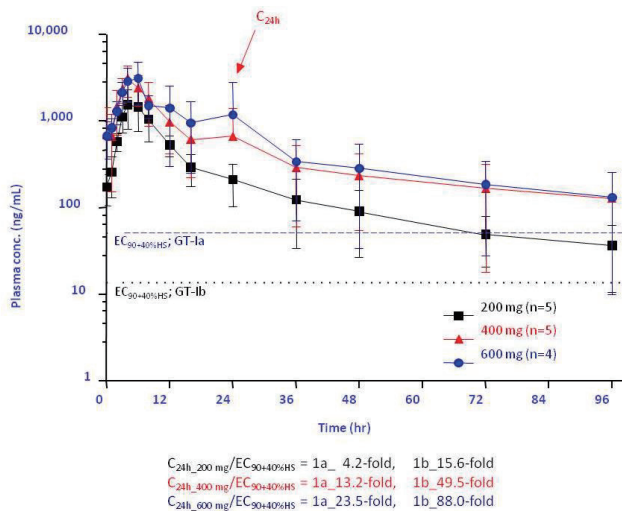 C24h
10,000
1,000
100
10
1
Plasma conc. (ng/mL)
EC90+40%HS; GT-Ia
EC90+40%HS; GT-Ib
200 mg (n=5)
400 mg (n=5)
600 mg (n=4)
0 12 24 36 48 60 72 84 96
Time (hr)
C24h_200 mg/EC90+40%HS = 1a_ 4.2-fold, 1b_15.6-fold
C24h_400 mg/EC90+40%HS = 1a_13.2-fold, 1b_49.5-fold
C24h_600 mg/EC90+40%HS = 1a_23.5-fold, 1b_88.0-fold